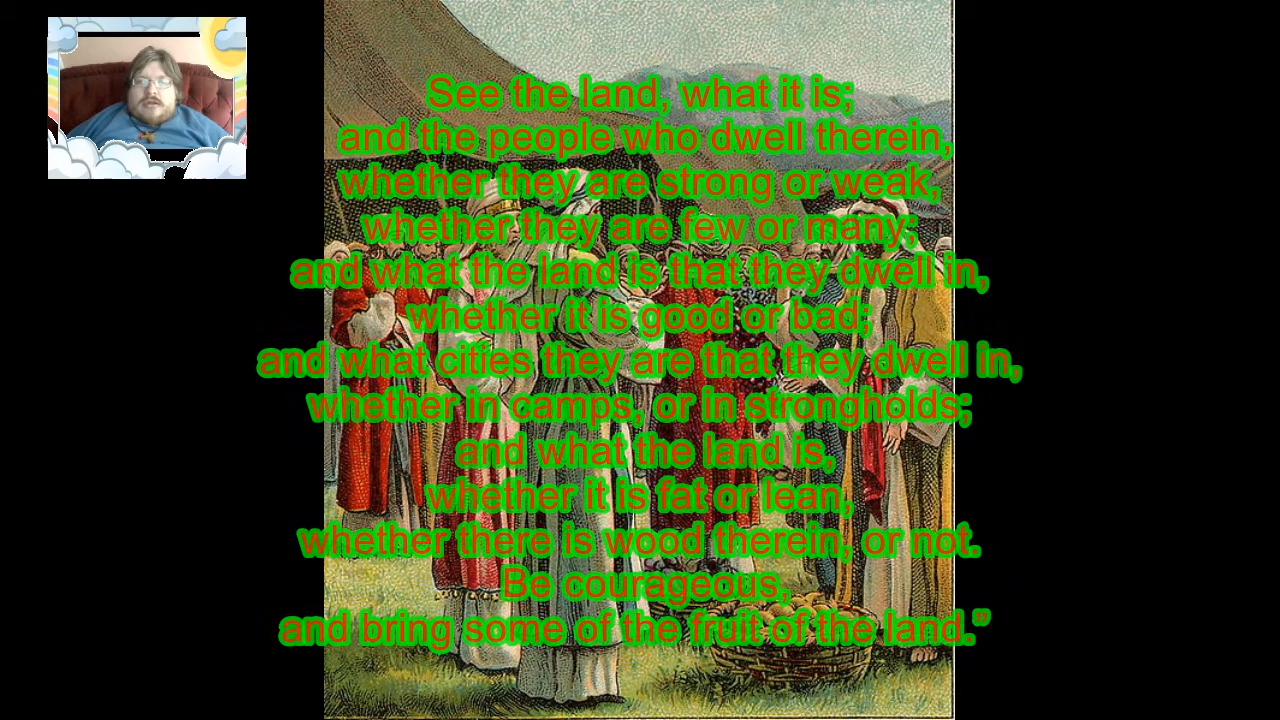 See the land, what it is;
and the people who dwell therein,
whether they are strong or weak,
whether they are few or many;
and what the land is that they dwell in,
whether it is good or bad;
and what cities they are that they dwell in,
whether in camps, or in strongholds;
and what the land is,
whether it is fat or lean,
whether there is wood therein, or not.
Be courageous,
and bring some of the fruit of the land.”